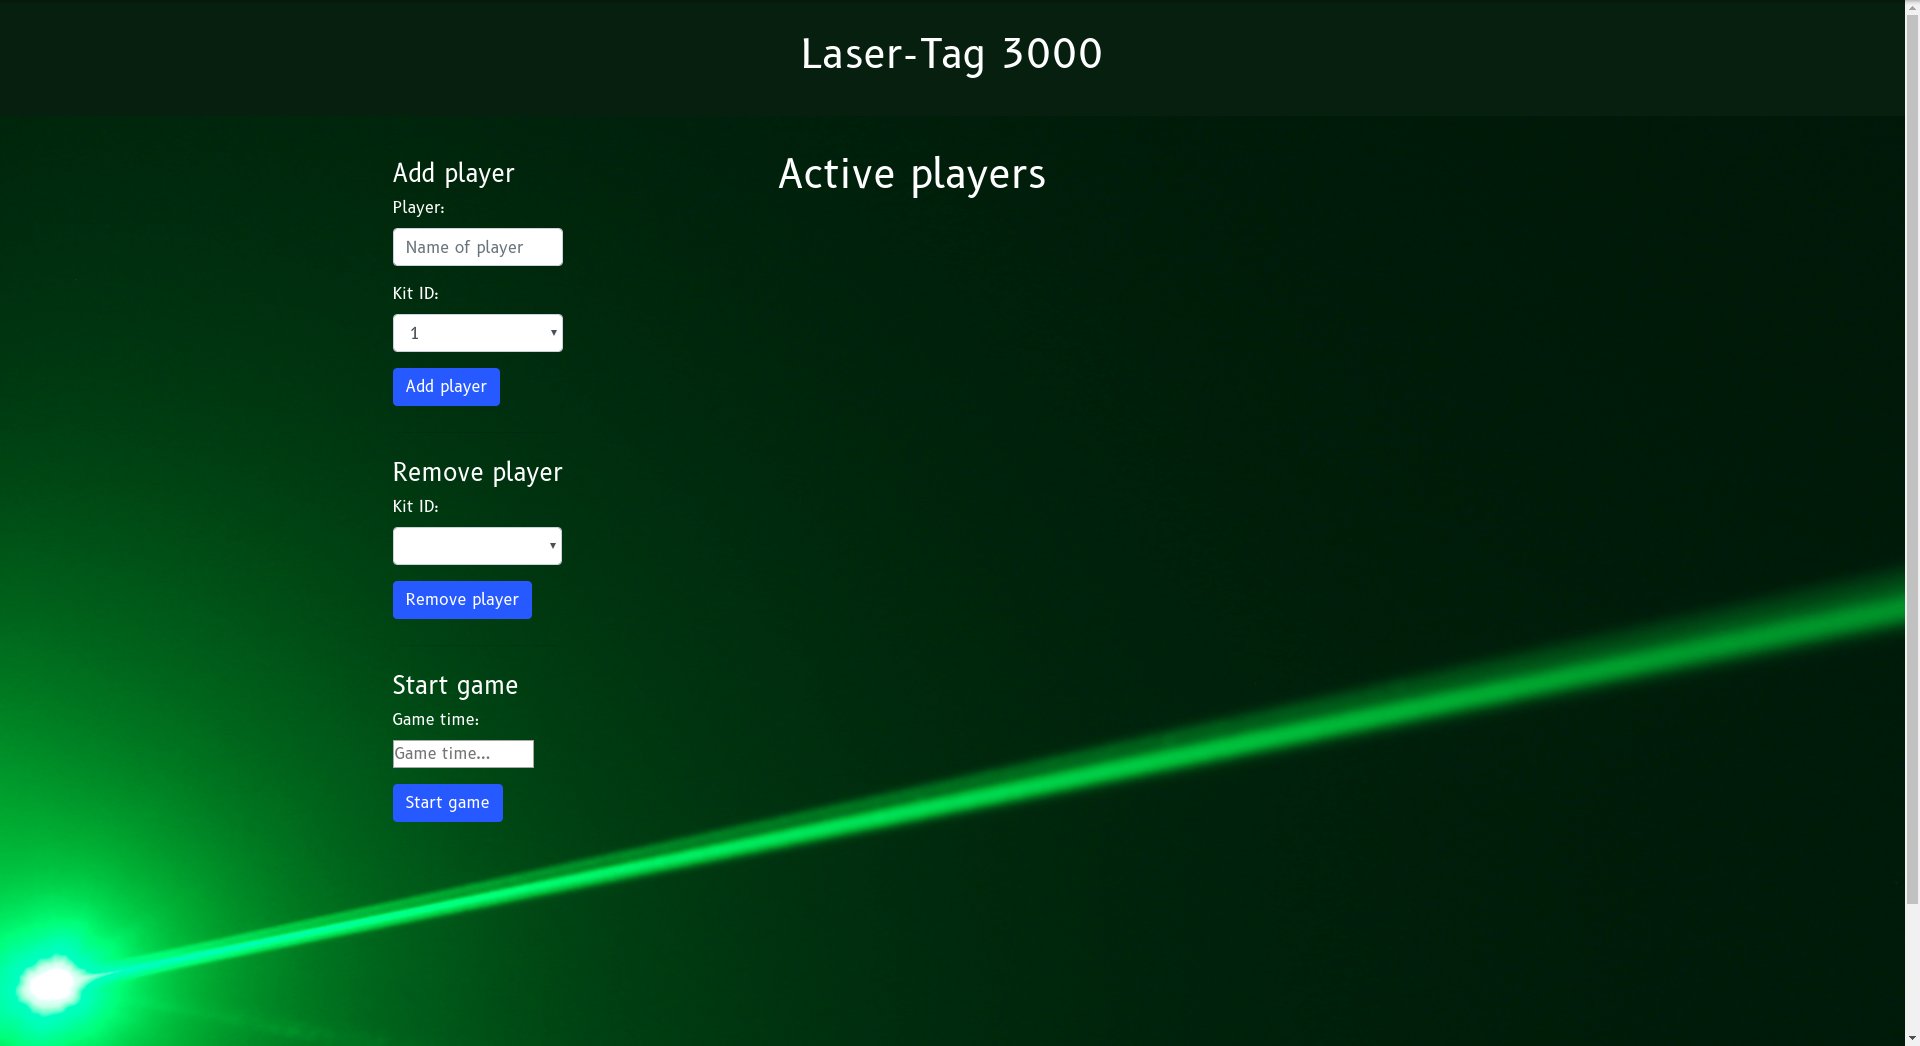 Laser-Tag 3000
Add player
Player:
Name of player
Kit ID:
1
Add player
Remove player
Kit ID:
Remove player
Start game
Game time:
Game time...
Start game
Active players